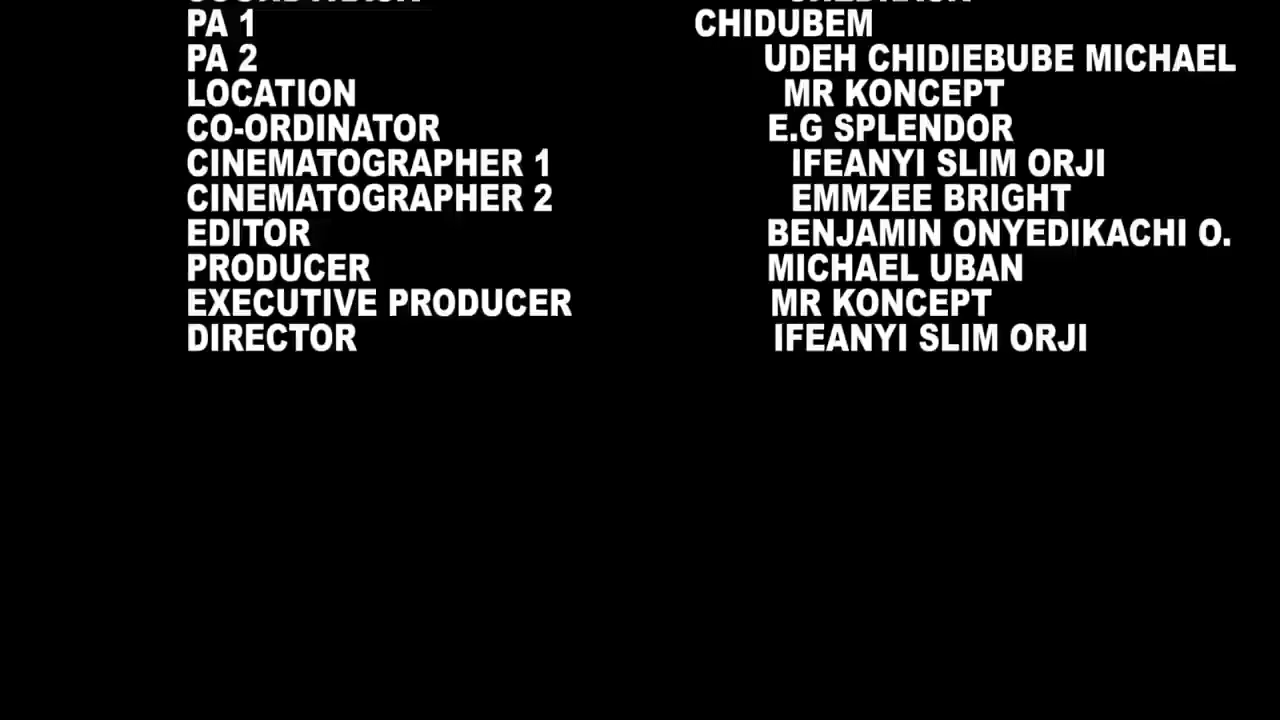 PA 1 CHIDUBEM
PA 2 UDEH CHIDIEBUBE MICHAEL
LOCATION MR KONCEPT
CO-ORDINATOR E.G SPLENDOR
CINEMATOGRAPHER 1 IFEANYI SLIM ORJI
CINEMATOGRAPHER 2 EMMZEE BRIGHT
EDITOR BENJAMIN ONYEDIKACHI O.
PRODUCER MICHAEL UBAN
EXECUTIVE PRODUCER MR KONCEPT
DIRECTOR IFEANYI SLIM ORJI